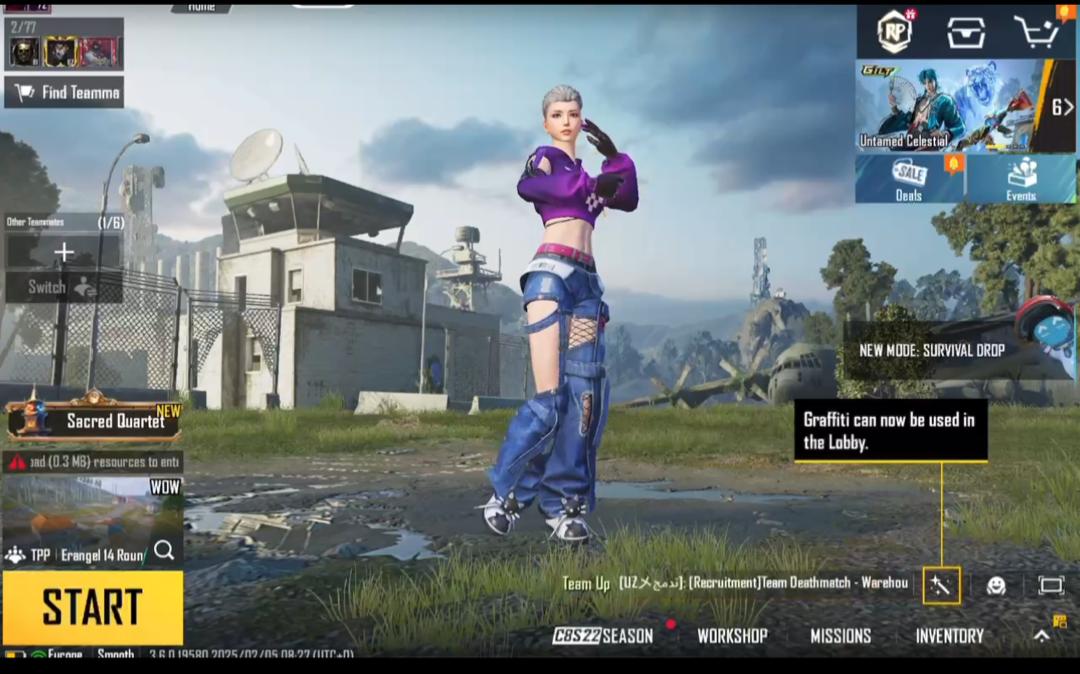 Home
2/77
Find Teamma
RP
GILT
Untamed Celestial
6>
SALE
Deals
Events
Other Teammates (1/6)
Switch
NEW MODE: SURVIVAL DROP
Sacred Quartet
NEW
oad (0.3 MB) resources to ente
WOW
TPP Erangel 14 Roun
START
Graffiti can now be used in
the Lobby.
Team Up [Recruitment]Team Deathmatch - Warehou
C8S22 SEASON
WORKSHOP
MISSIONS
INVENTORY
Europe Smooth 3.6.0.19580 2025/02/05 08:27 (UTC+0)